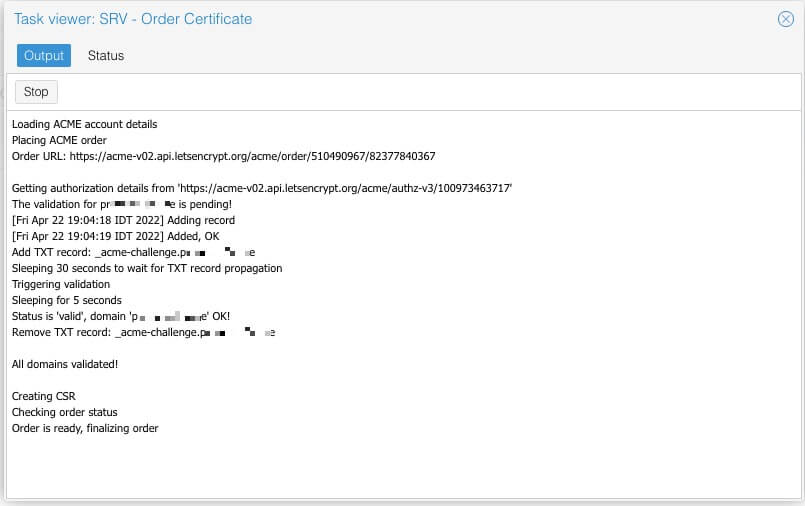 Task viewer: SRV - Order Certificate
Output Status
Stop
Loading ACME account details
Placing ACME order
Order URL: https://acme-v02.api.letsencrypt.org/acme/order/510490967/82377840367
Getting authorization details from 'https://acme-v02.api.letsencrypt.org/acme/authz-v3/100973463717'
The validation for is pending!
[Fri Apr 22 19:04:18 IDT 2022] Adding record
[Fri Apr 22 19:04:19 IDT 2022] Added, OK
Add TXT record: _acme-challenge.
Sleeping 30 seconds to wait for TXT record propagation
Triggering validation
Sleeping for 5 seconds
Status is 'valid', domain OK!
Remove TXT record: _acme-challenge.
All domains validated!
Creating CSR
Checking order status
Order is ready, finalizing order